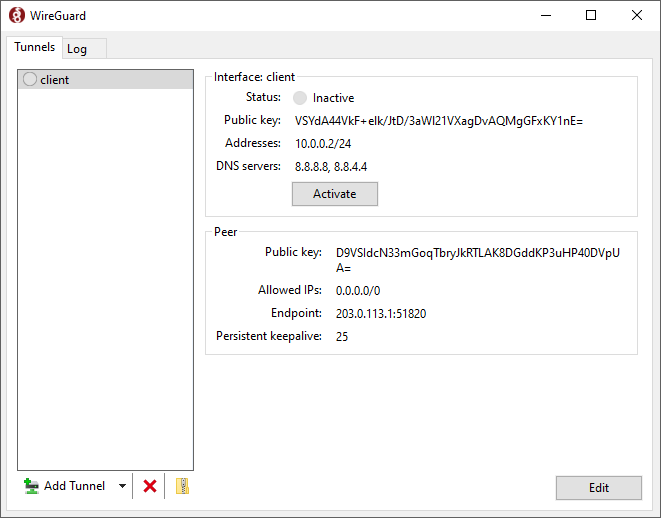 WireGuard
Tunnels Log
client
Interface: client
Status: Inactive
Public key: VSYdA44VkF+elk/JtD/3aWI21VXagDvAQMgGFxKY1nE=
Addresses: 10.0.0.2/24
DNS servers: 8.8.8.8, 8.8.4.4
Activate
Peer
Public key: D9VSIdcN33mGoqTbryJkRTLAK8DGddKP3uHP40DVpU
A=
Allowed IPs: 0.0.0.0/0
Endpoint: 203.0.113.1:51820
Persistent keepalive: 25
Add Tunnel
Edit